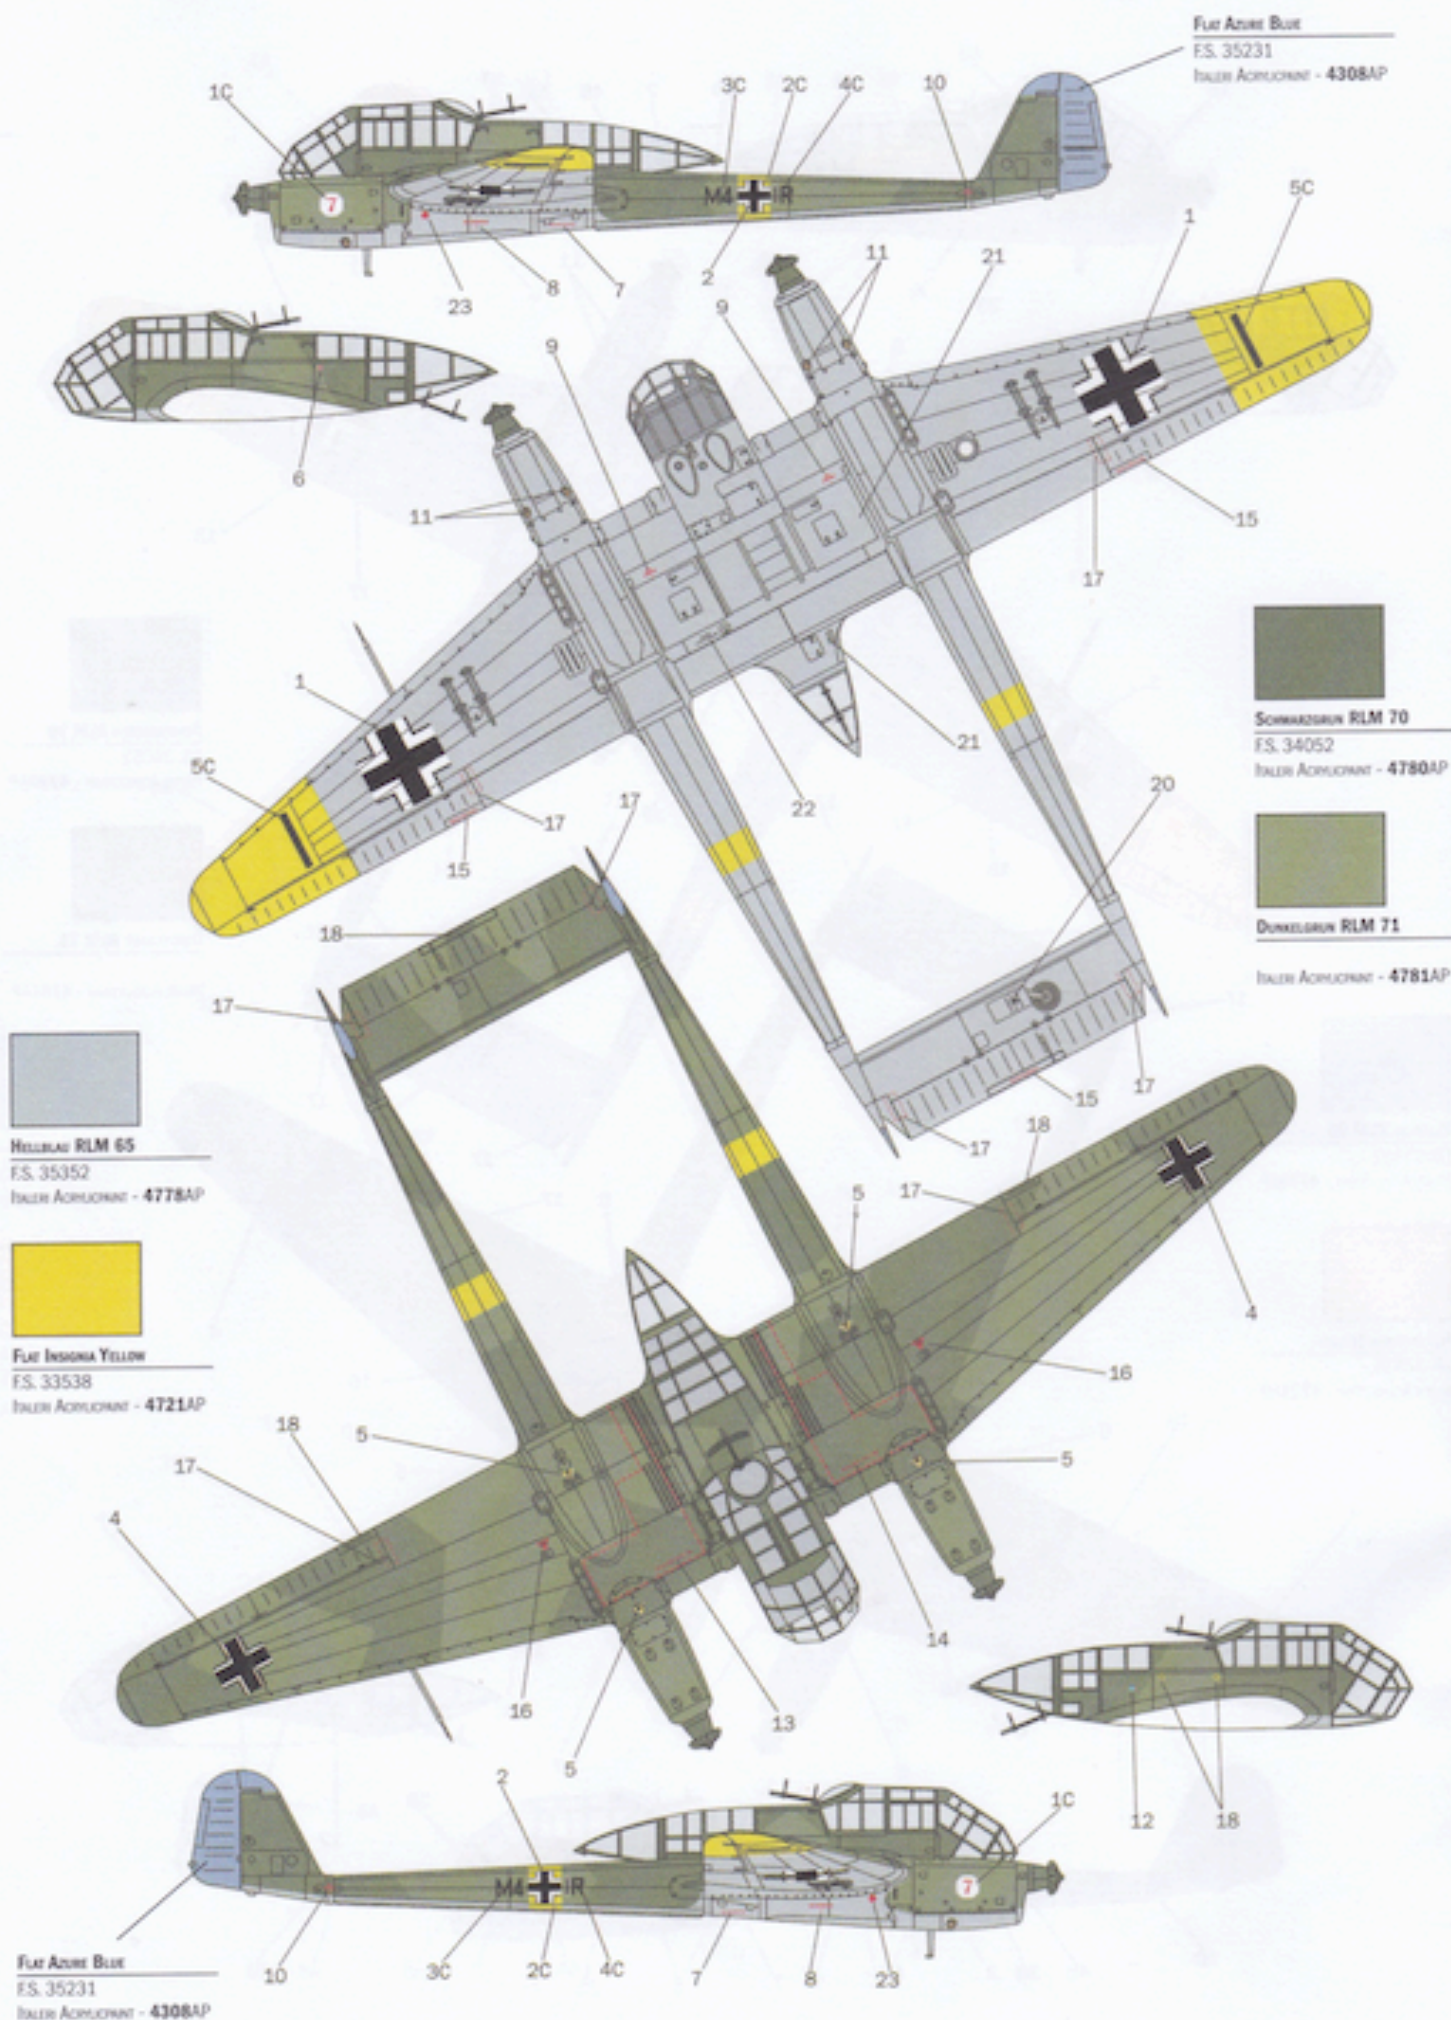 FLAT AZURE BLUE
F.S. 35231
ITALERI ACRYLICPAINT - 4308AP
1C
3C
2C
4C
10
7
M4
IR
5C
1
23
8
7
2
11
21
9
9
6
11
15
17
1
SCHWARZGRUN RLM 70
F.S. 34052
ITALERI ACRYLICPAINT - 4780AP
21
5C
22
20
17
17
15
18
DUNKELGRUN RLM 71
ITALERI ACRYLICPAINT - 4781AP
17
HELLBLAU RLM 65
F.S. 35352
ITALERI ACRYLICPAINT - 4778AP
17
15
17
18
17
5
4
FLAT INSIGNIA YELLOW
F.S. 33538
ITALERI ACRYLICPAINT - 4721AP
16
18
5
5
17
4
14
16
13
5
12
18
2
1C
M4
IR
7
FLAT AZURE BLUE
F.S. 35231
ITALERI ACRYLICPAINT - 4308AP
10
3C
2C
4C
7
8
23